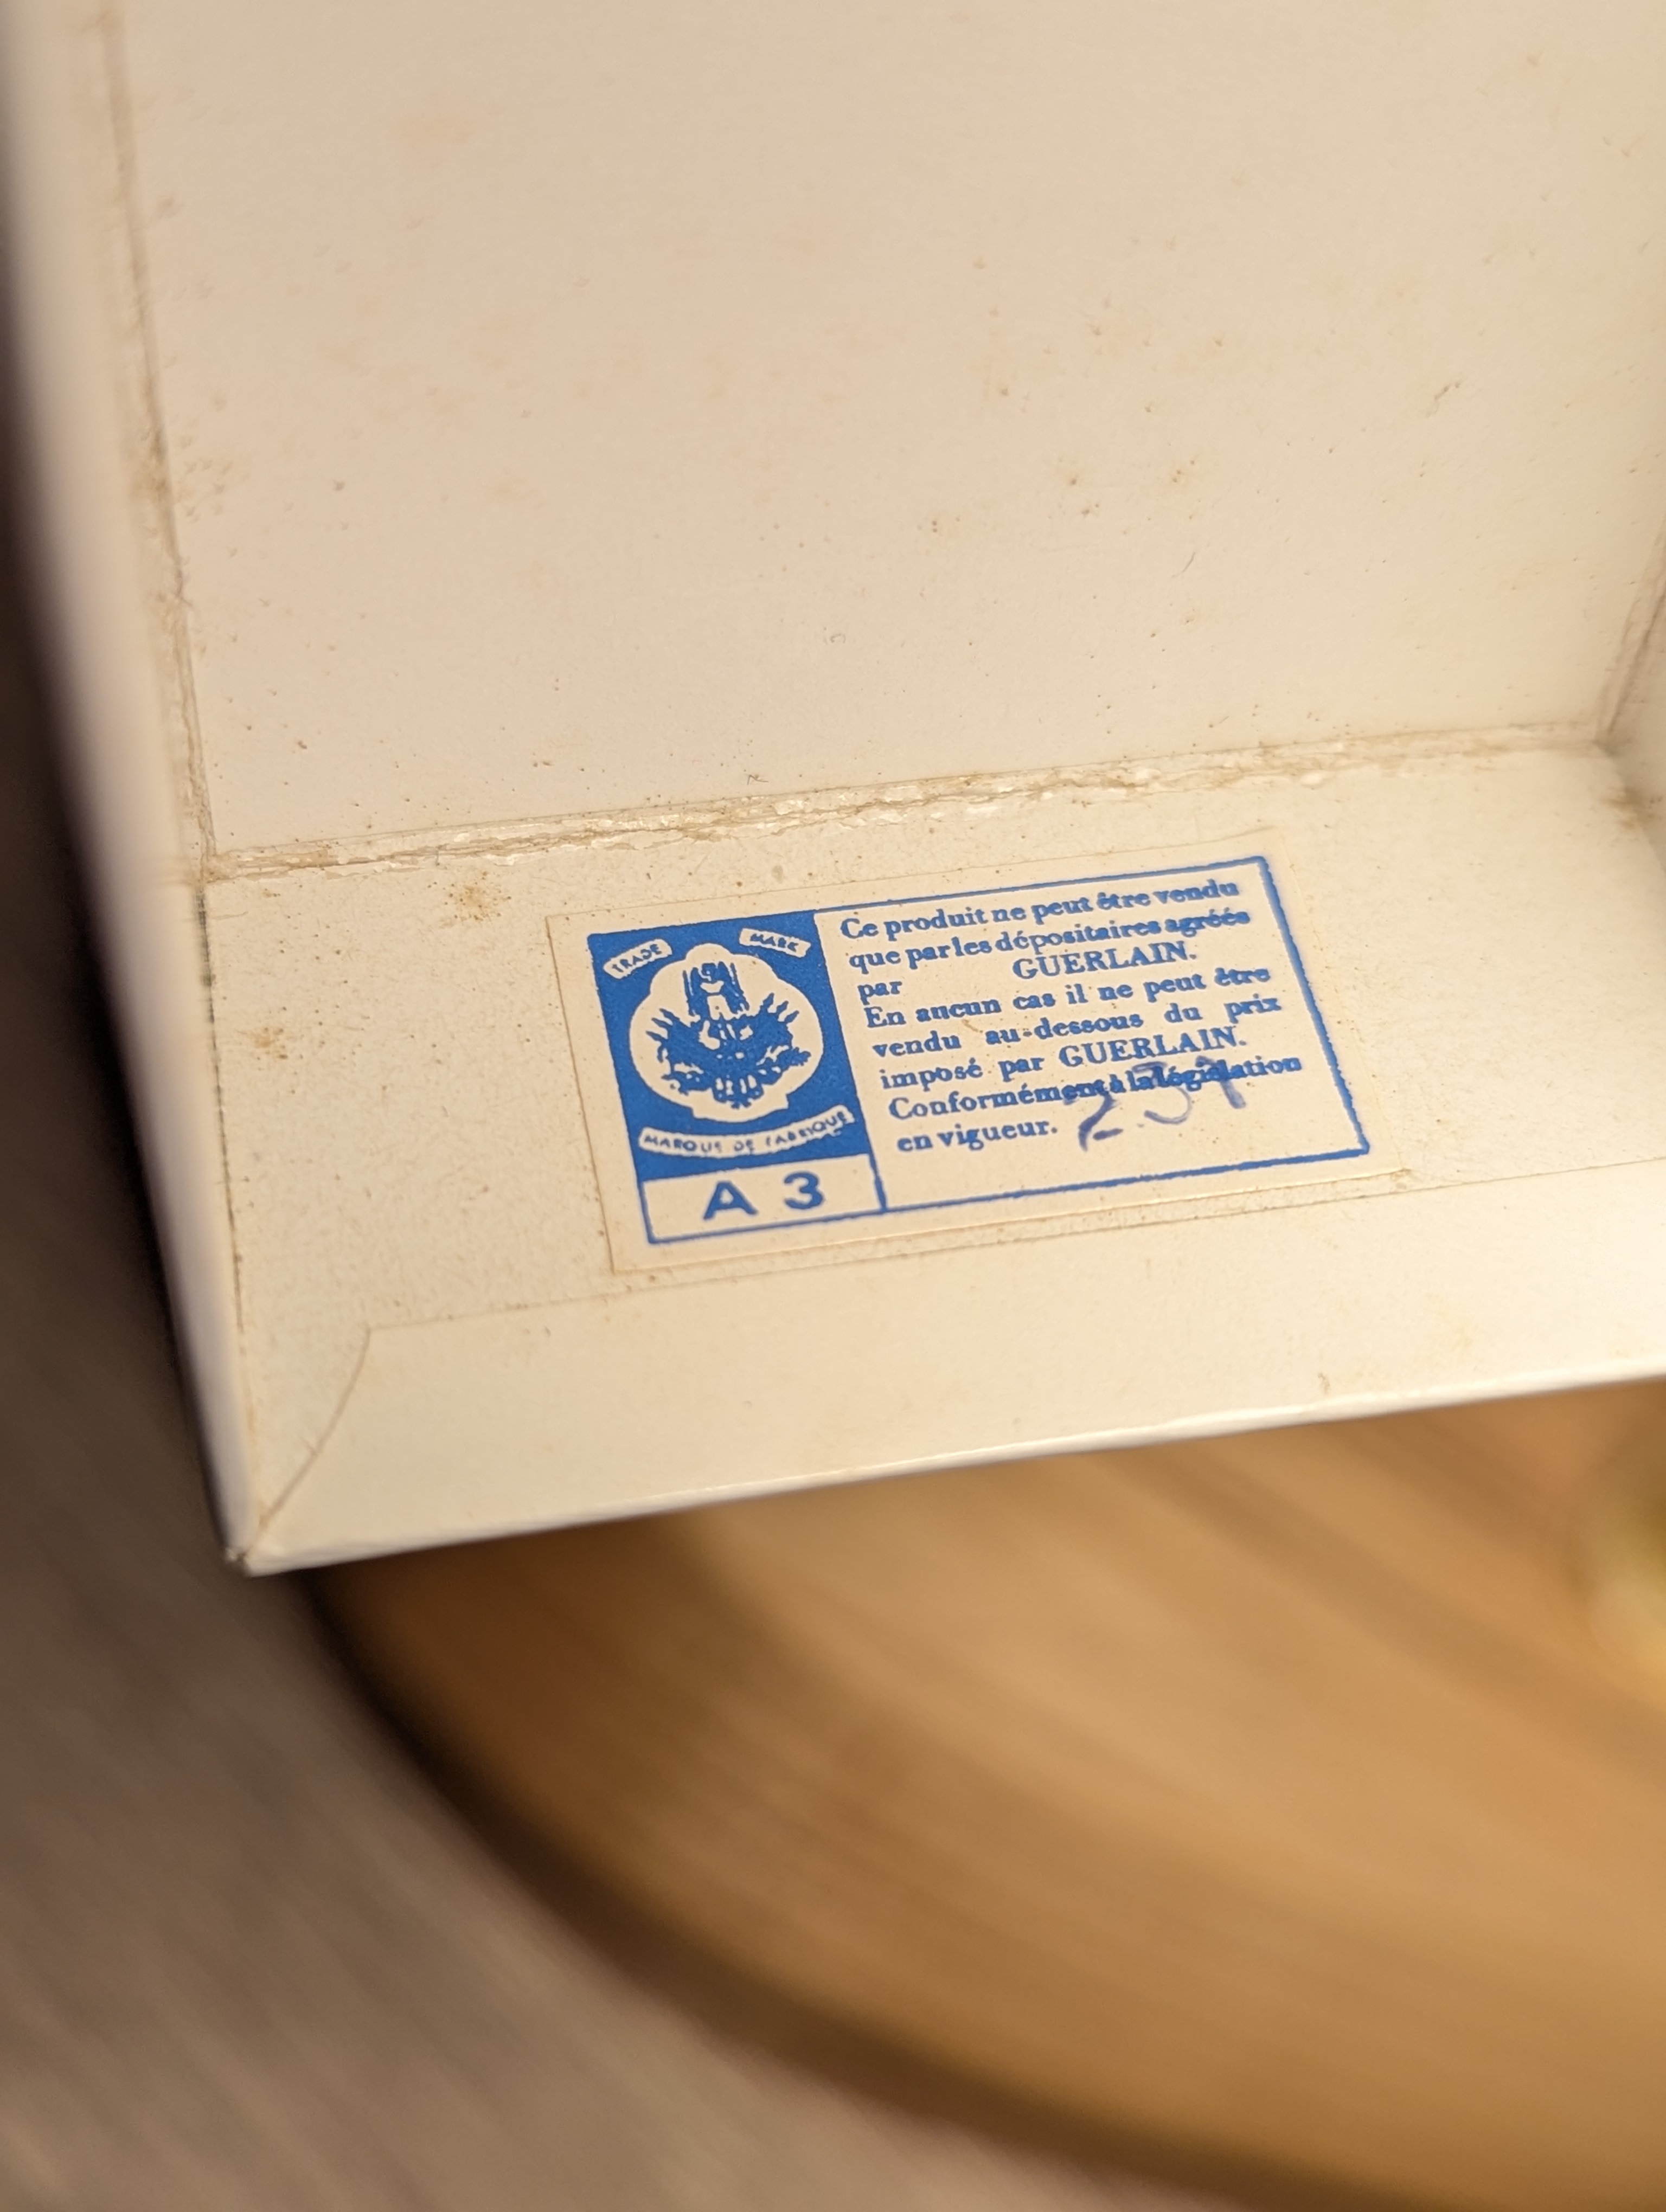 TRADE MARK
MARQUE DE FABRIQUE
A 3
Ce produit ne peut être vendu
que par les dépositaires agréés
par GUERLAIN.
En aucun cas il ne peut être
vendu au-dessous du prix
imposé par GUERLAIN.
Conformément à la législation
en vigueur.